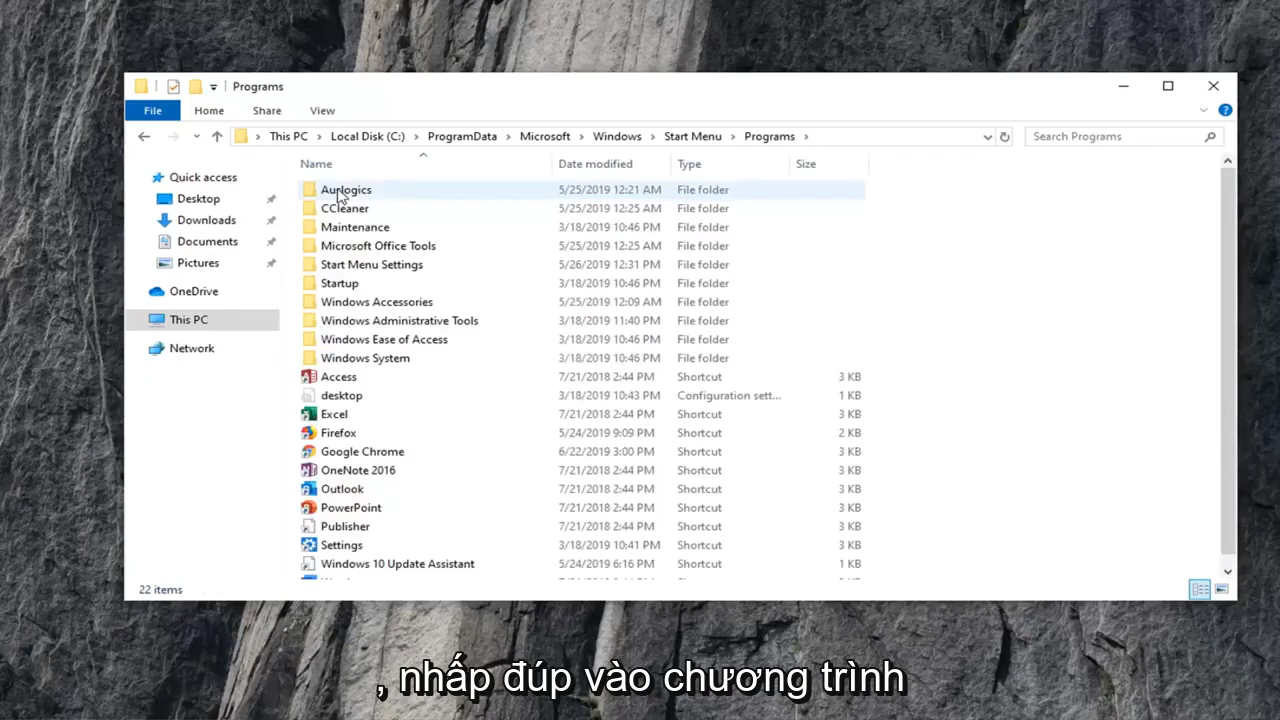 Programs
File Home Share View
This PC Local Disk (C:) ProgramData Microsoft Windows Start Menu Programs Search Programs
Name Date modified Type Size
Quick access
Desktop
Downloads
Documents
Pictures
OneDrive
This PC
Network
Auslogics 5/25/2019 12:21 AM File folder
CCleaner 5/25/2019 12:25 AM File folder
Maintenance 3/18/2019 10:46 PM File folder
Microsoft Office Tools 5/25/2019 12:25 AM File folder
Start Menu Settings 5/26/2019 12:31 PM File folder
Startup 3/18/2019 10:46 PM File folder
Windows Accessories 5/25/2019 12:09 AM File folder
Windows Administrative Tools 3/18/2019 11:40 PM File folder
Windows Ease of Access 3/18/2019 10:46 PM File folder
Windows System 3/18/2019 10:46 PM File folder
Access 7/21/2018 2:44 PM Shortcut 3 KB
desktop 3/18/2019 10:43 PM Configuration sett... 1 KB
Excel 7/21/2018 2:44 PM Shortcut 3 KB
Firefox 5/24/2019 9:09 PM Shortcut 2 KB
Google Chrome 6/22/2019 3:00 PM Shortcut 3 KB
OneNote 2016 7/21/2018 2:44 PM Shortcut 3 KB
Outlook 7/21/2018 2:44 PM Shortcut 3 KB
PowerPoint 7/21/2018 2:44 PM Shortcut 3 KB
Publisher 7/21/2018 2:44 PM Shortcut 3 KB
Settings 3/18/2019 10:41 PM Shortcut 3 KB
Windows 10 Update Assistant 5/24/2019 6:16 PM Shortcut 1 KB
22 items
, nhấp đúp vào chương trình